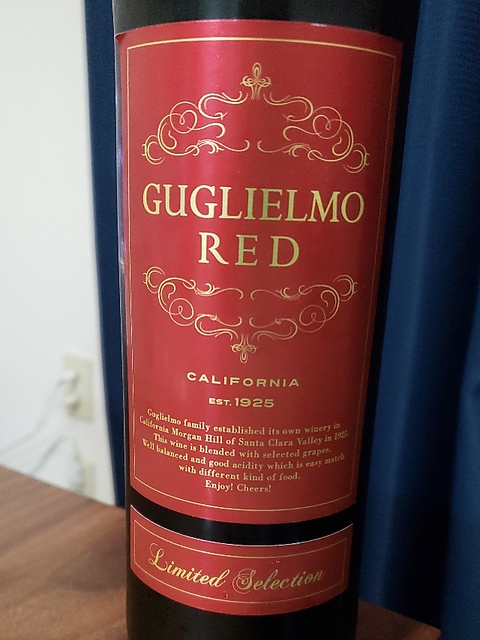 GUGLIELMO
RED
CALIFORNIA
EST. 1925
Guglielmo family established its own winery in
California Morgan Hill of Santa Clara Valley in 1925.
This wine is blended with selected grapes.
Well balanced and good acidity which is easy match
with different kind of food.
Enjoy! Cheers!
Limited Selection